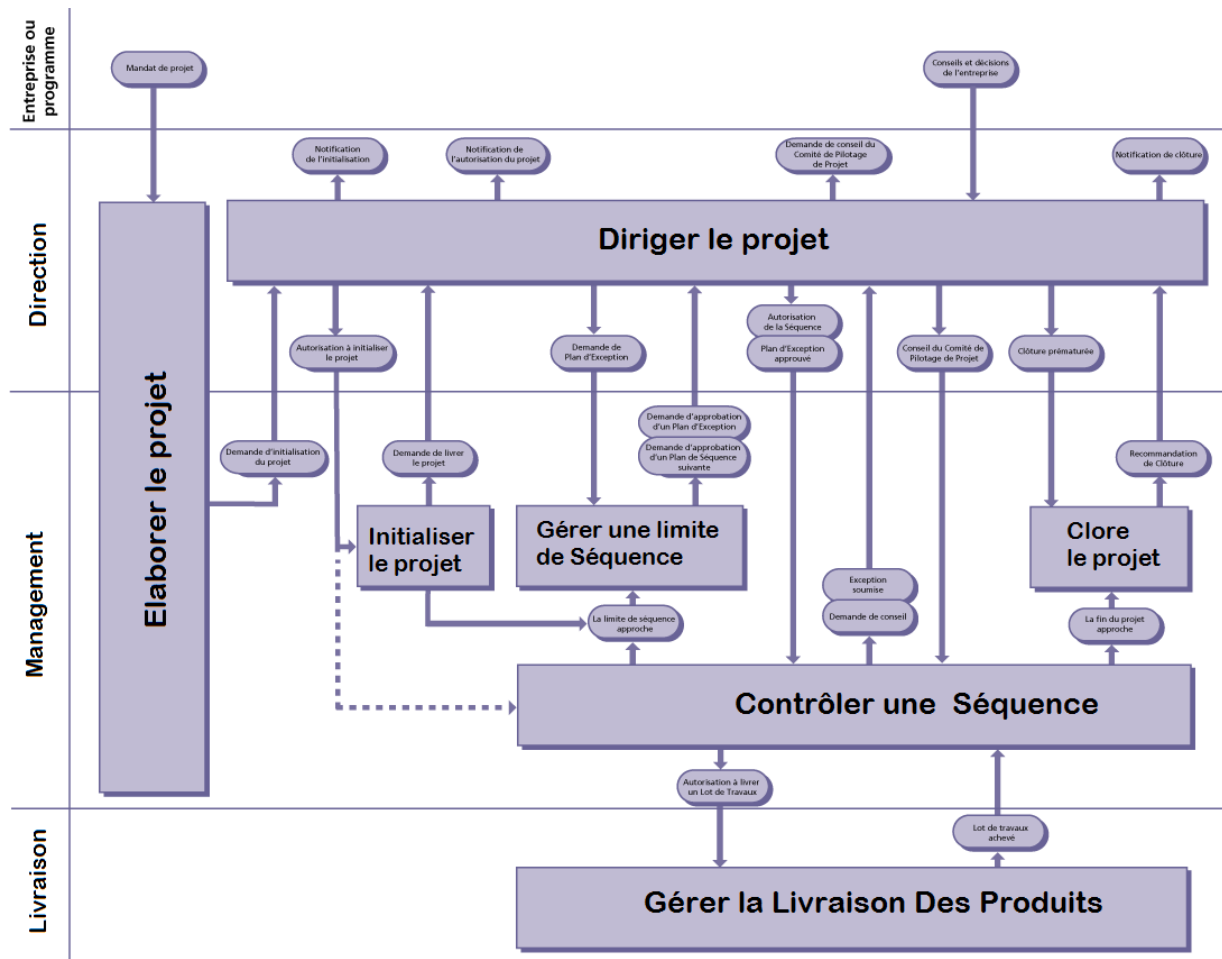 Entreprise ou
programme
Mandat de projet
Conseils et décisions
de l'entreprise
Direction
Notification
de l'initialisation
Notification de
l'autorisation du projet
Demande de conseil du
Comité de Pilotage
de Projet
Notification de clôture
Diriger le projet
Autorisation à initialiser
le projet
Demande de
Plan d'Exception
Autorisation
de la Séquence
Plan d'Exception
approuvé
Conseil du Comité de
Pilotage de Projet
Clôture prématurée
Elaborer le projet
Management
Demande d'initialisation
du projet
Demande de livrer
le projet
Demande d'approbation
d'un Plan d'Exception
Demande d'approbation
d'un Plan de Séquence
suivante
Recommandation
de Clôture
Initialiser
le projet
Gérer une limite
de Séquence
Clore
le projet
Exception
soumise
Demande de conseil
La limite de séquence
approche
La fin du projet
approche
Contrôler une Séquence
Autorisation à livrer
un Lot de Travaux
Livraison
Lot de travaux
achevé
Gérer la Livraison Des Produits